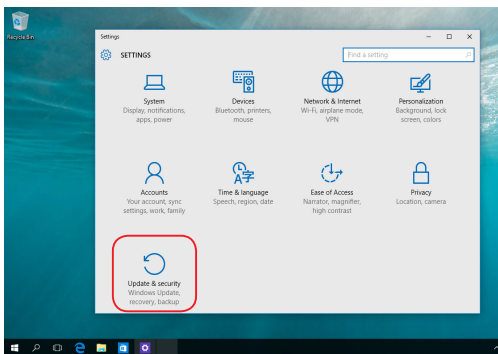 Recycle Bin
Settings
SETTINGS
Find a setting
System
Display, notifications,
apps, power
Devices
Bluetooth, printers,
mouse
Network & Internet
Wi-Fi, airplane mode,
VPN
Personalization
Background, lock
screen, colors
Accounts
Your account, sync
settings, work, family
Time & language
Speech, region, date
Ease of Access
Narrator, magnifier,
high contrast
Privacy
Location, camera
Update & security
Windows Update,
recovery, backup